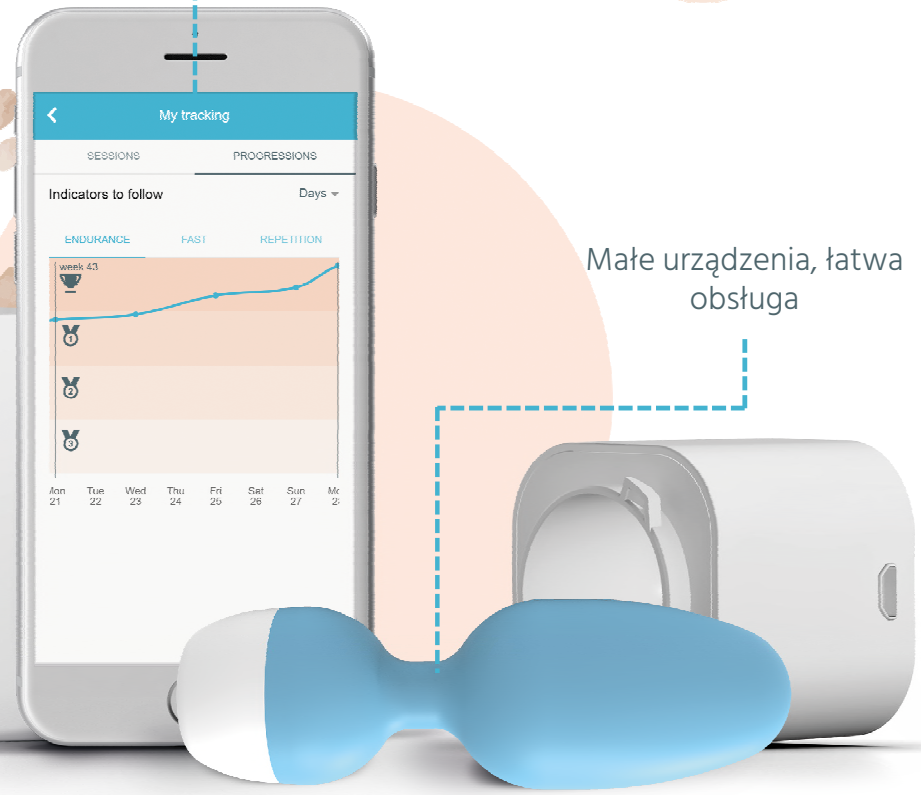 My tracking
SESSIONS PROGRESSIONS
Indicators to follow Days
ENDURANCE FAST REPETITION
week 43
1
2
3
Małe urządzenia, łatwa
obsługa
Tue Wed Thu Fri Sat Sun
21 22 23 24 25 26 27